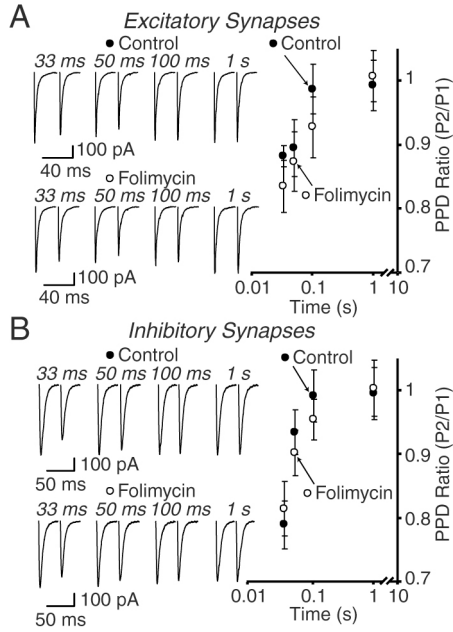 A
Excitatory Synapses
● Control
● Control
33 ms 50 ms 100 ms 1 s
100 pA
40 ms
○ Folimycin
33 ms 50 ms 100 ms 1 s
100 pA
40 ms
Folimycin
1
0.9
0.8
0.7
PPD Ratio (P2/P1)
0.01 0.1 1 10
Time (s)
B
Inhibitory Synapses
● Control
● Control
33 ms 50 ms 100 ms 1 s
100 pA
50 ms
○ Folimycin
33 ms 50 ms 100 ms 1 s
100 pA
50 ms
○ Folimycin
1
0.9
0.8
0.7
PPD Ratio (P2/P1)
0.01 0.1 1 10
Time (s)